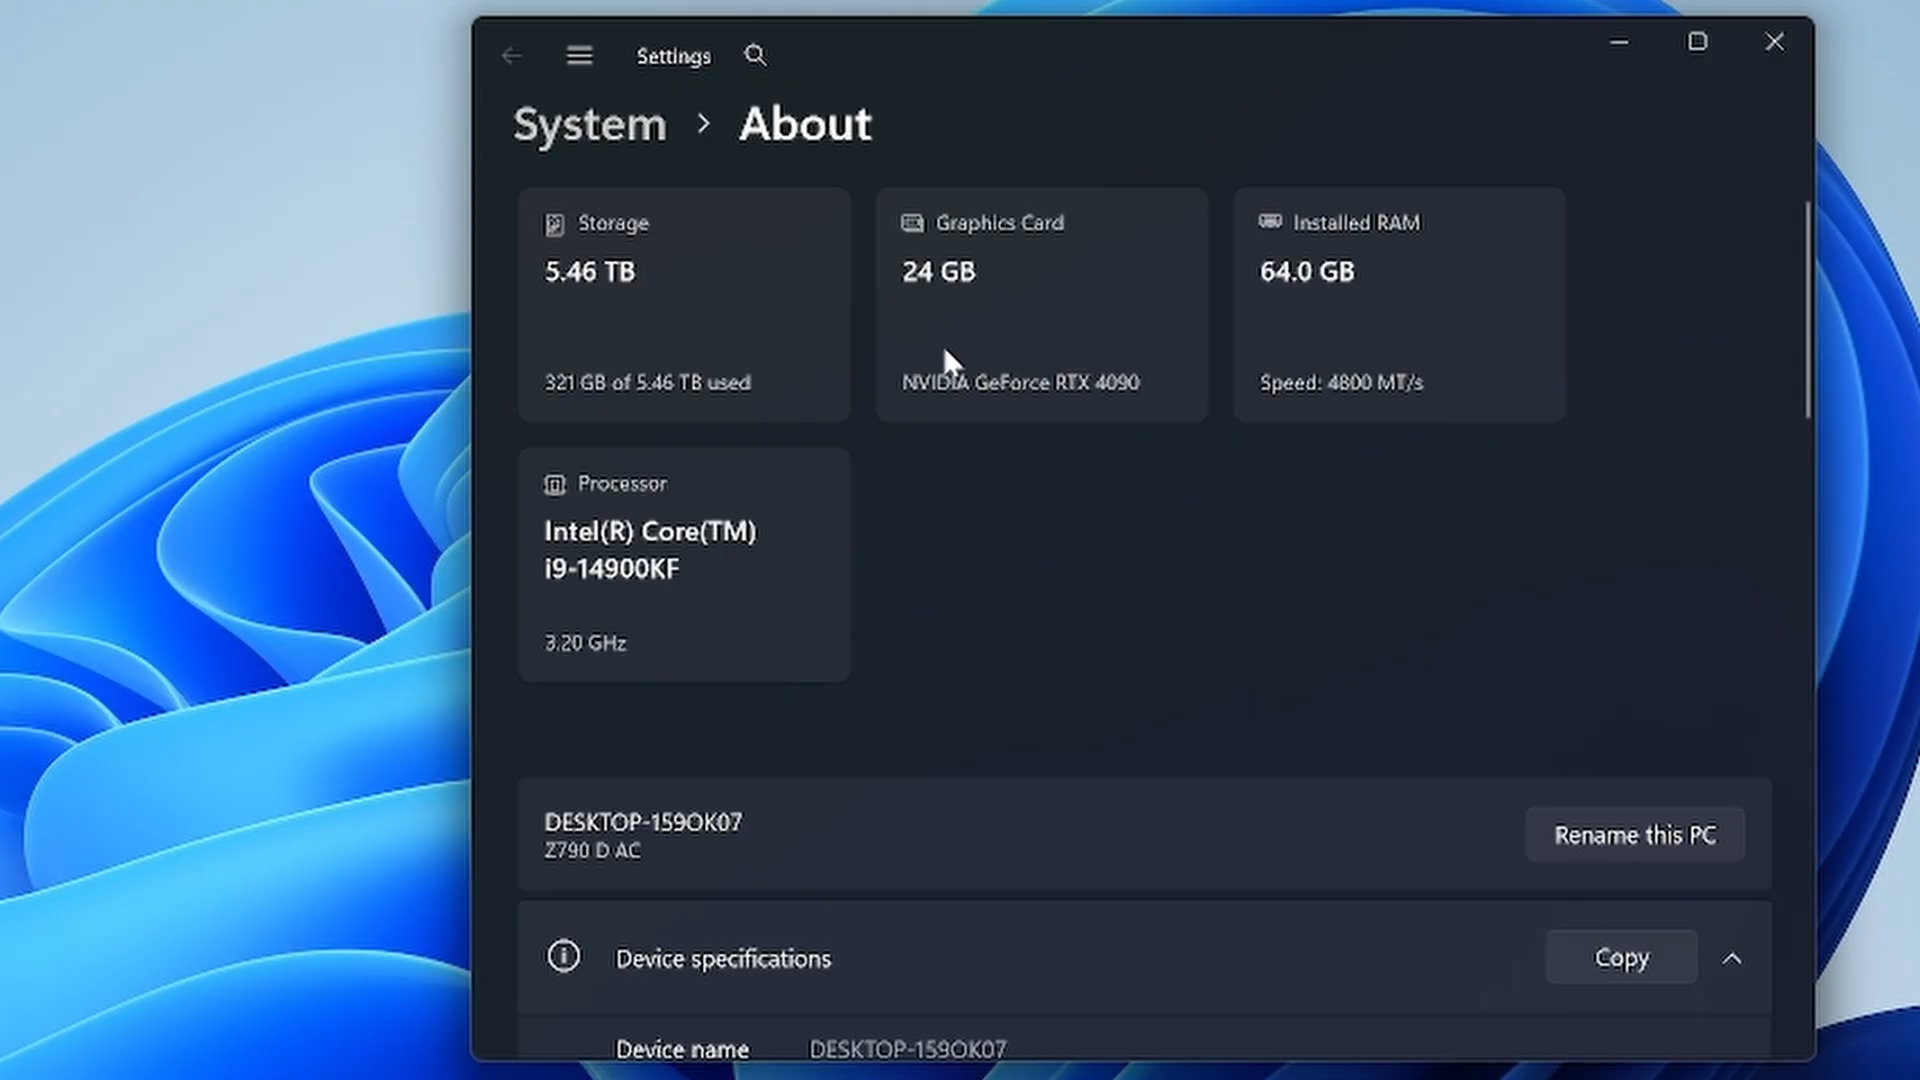 Settings
System > About
Storage
5.46 TB
321 GB of 5.46 TB used
Graphics Card
24 GB
NVIDIA GeForce RTX 4090
Installed RAM
64.0 GB
Speed: 4800 MT/s
Processor
Intel(R) Core(TM)
i9-14900KF
3.20 GHz
DESKTOP-159OK07
Z790 D AC
Rename this PC
Device specifications
Copy
Device name DESKTOP-159OK07